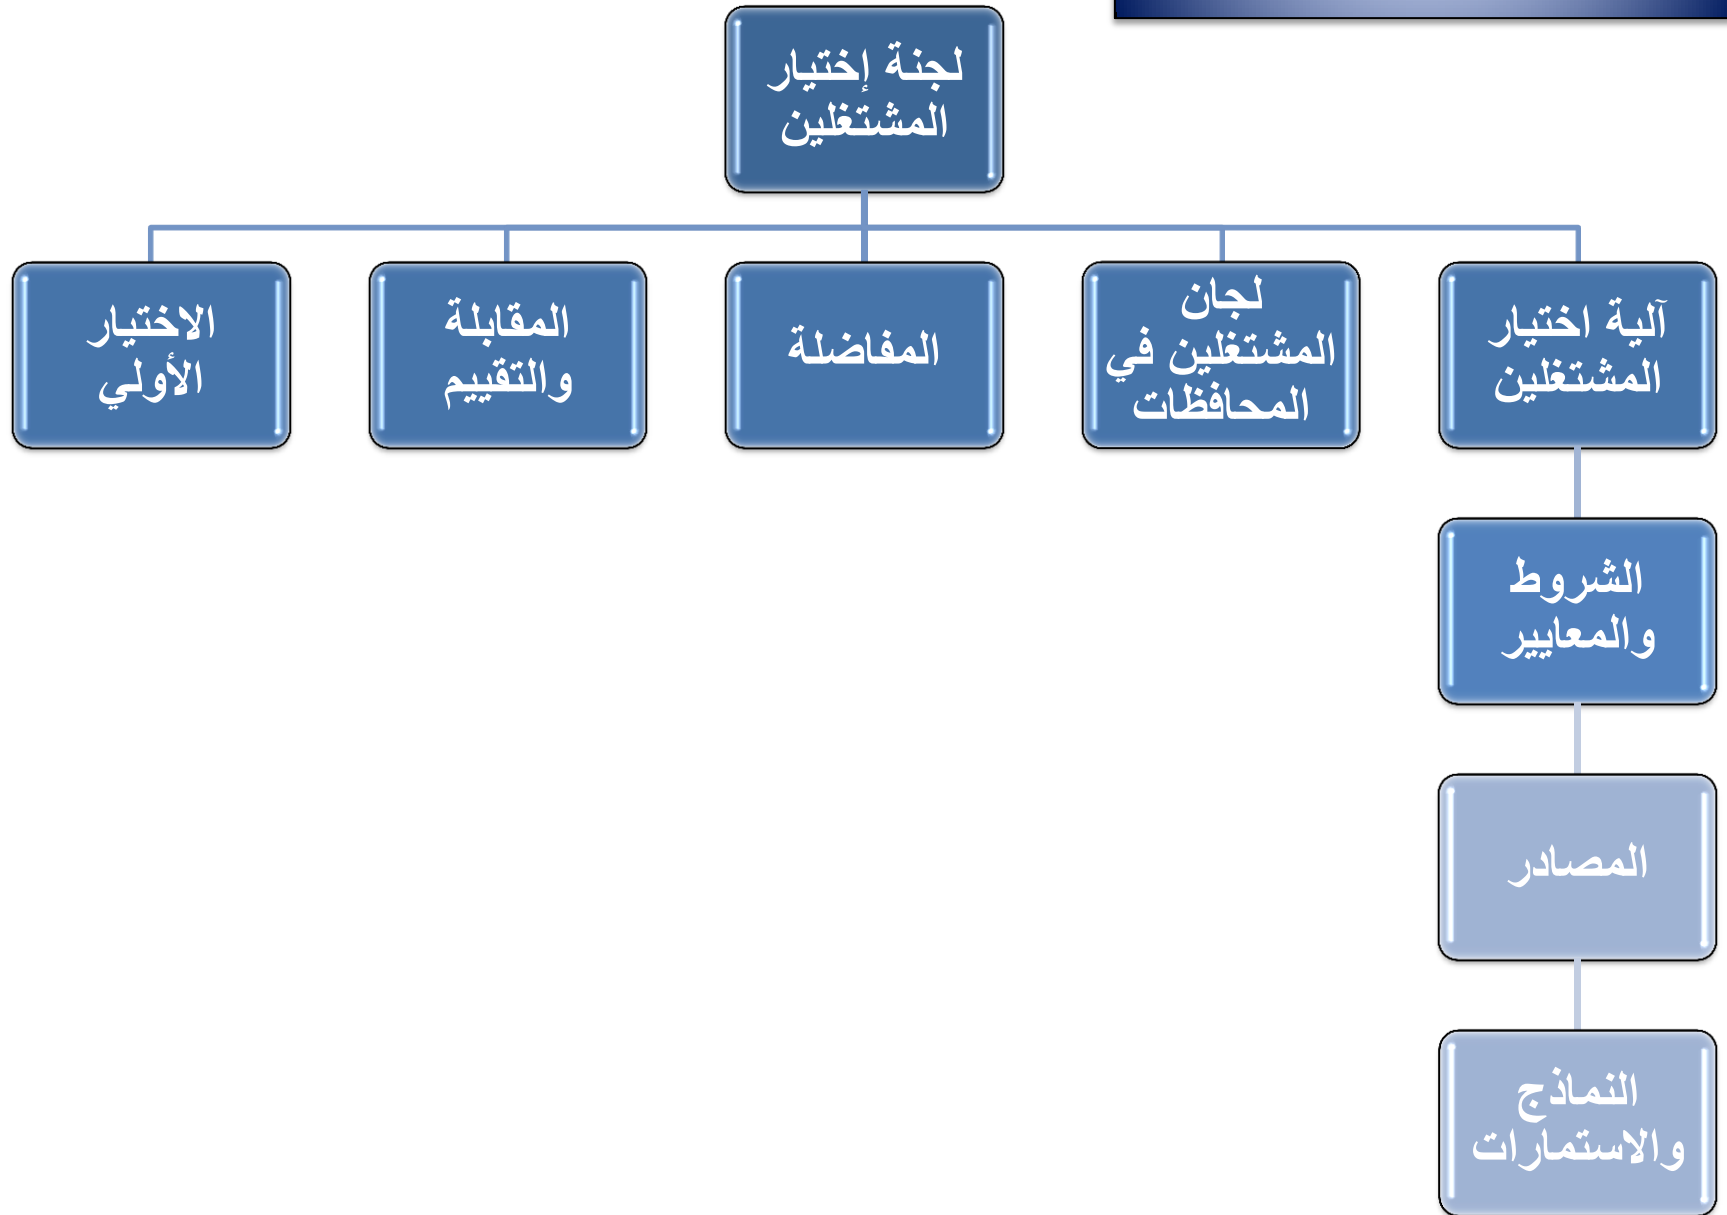 لجنة إختيار
المشتغلين
آلية اختيار
المشتغلين
لجان
المشتغلين في
المحافظات
المفاضلة
المقابلة
والتقييم
الاختيار
الأولي
الشروط
والمعايير
المصادر
النماذج
والاستمارات